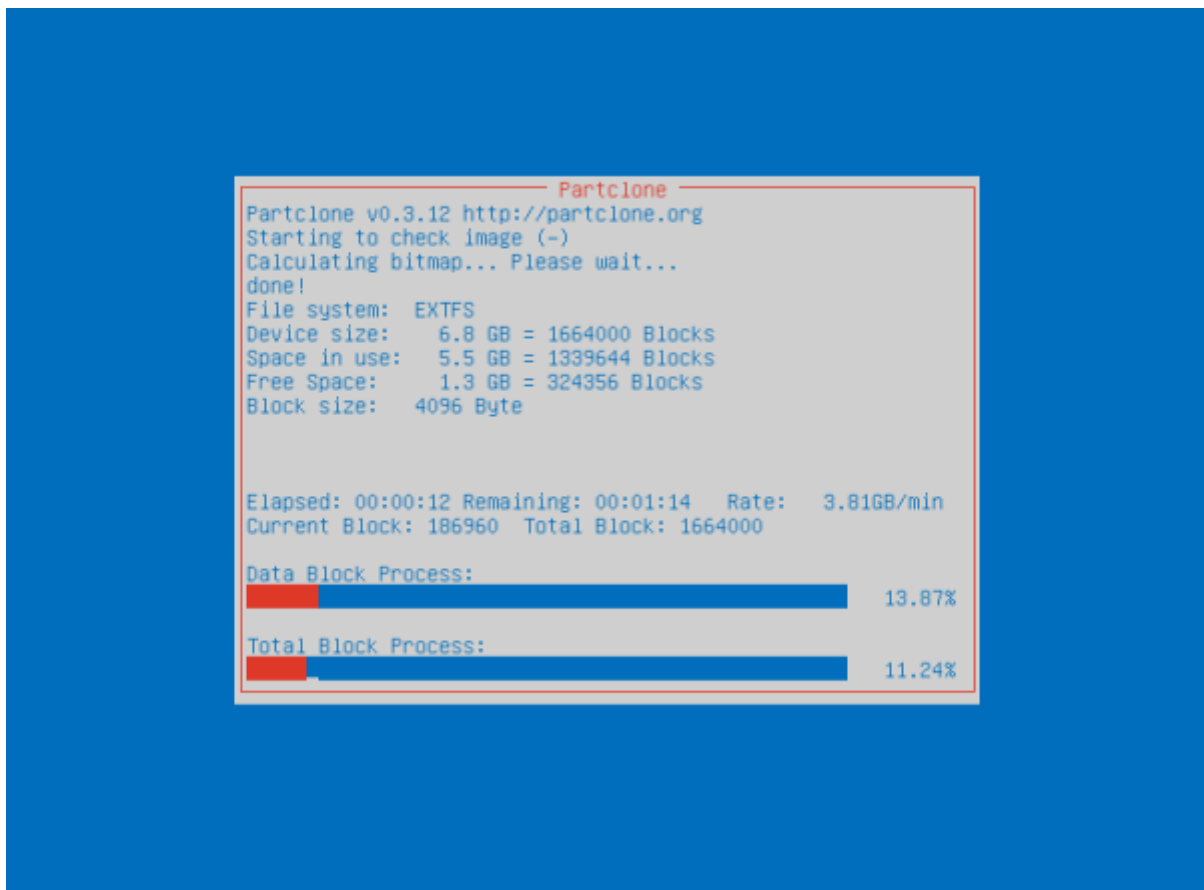 Partclone
Partclone v0.3.12 http://partclone.org
Starting to check image (-)
Calculating bitmap... Please wait...
done!
File system: EXTFS
Device size: 6.8 GB = 1664000 Blocks
Space in use: 5.5 GB = 1339644 Blocks
Free Space: 1.3 GB = 324356 Blocks
Block size: 4096 Byte
Elapsed: 00:00:12 Remaining: 00:01:14 Rate: 3.81GB/min
Current Block: 186960 Total Block: 1664000
Data Block Process:
13.87%
Total Block Process:
11.24%